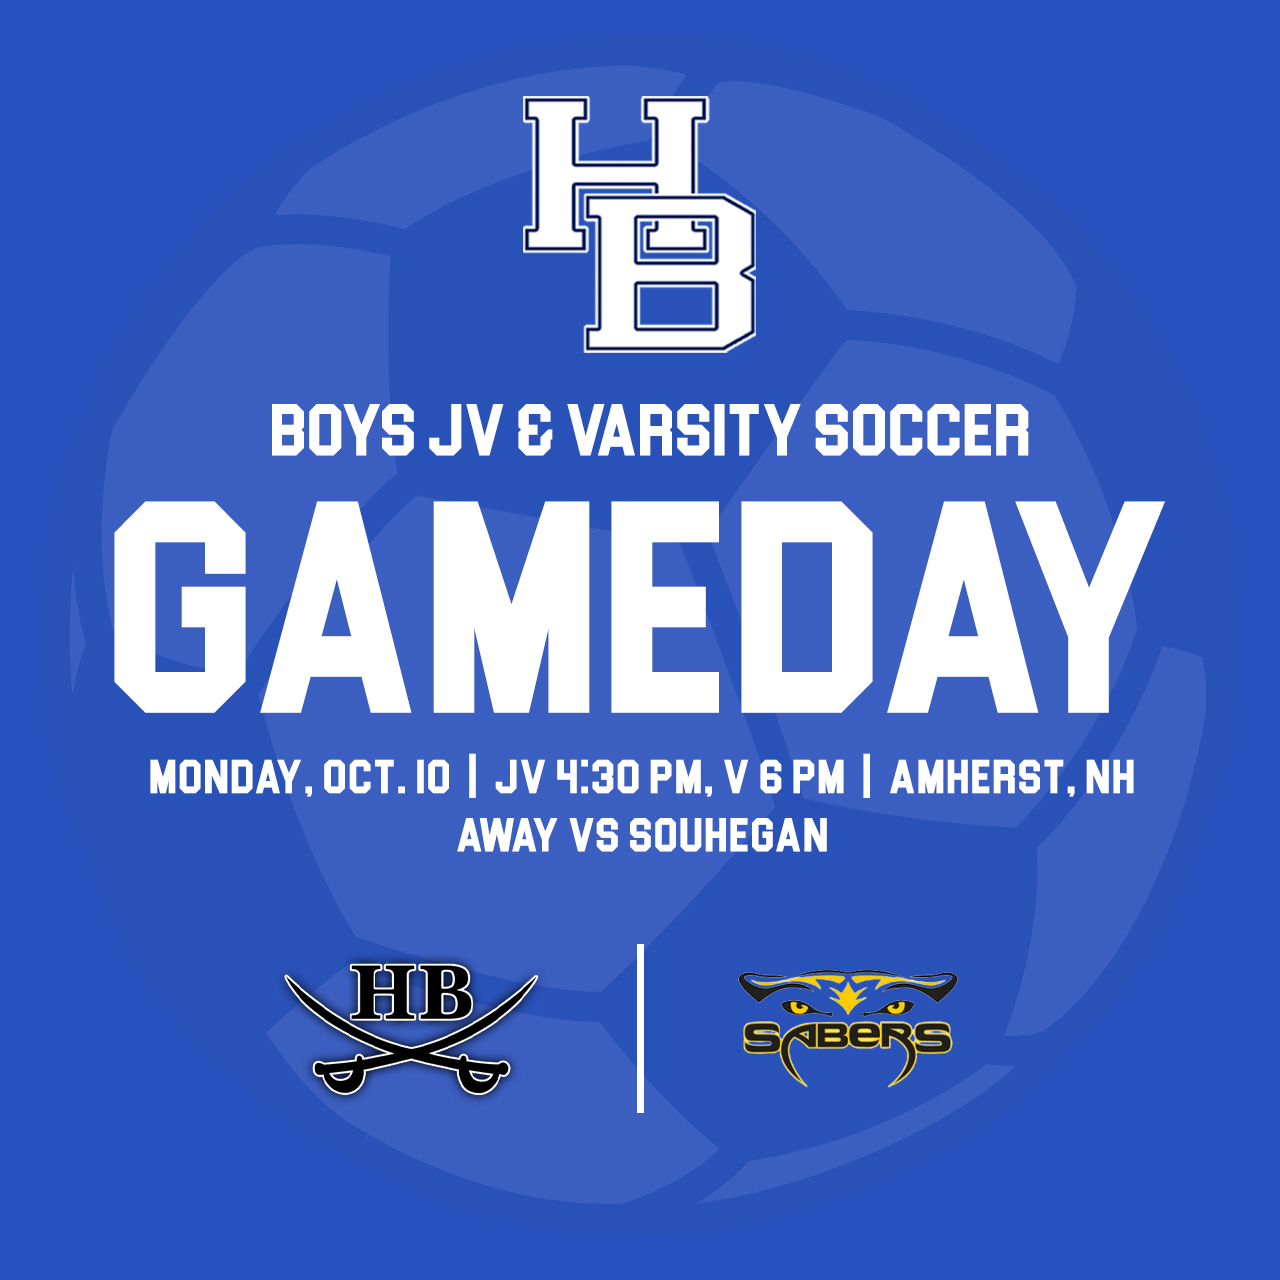 HB
BOYS JV & VARSITY SOCCER
GAMEDAY
MONDAY, OCT. 10 | JV 4:30 PM, V 6 PM | AMHERST, NH
AWAY VS SOUHEGAN
HB
SABERS